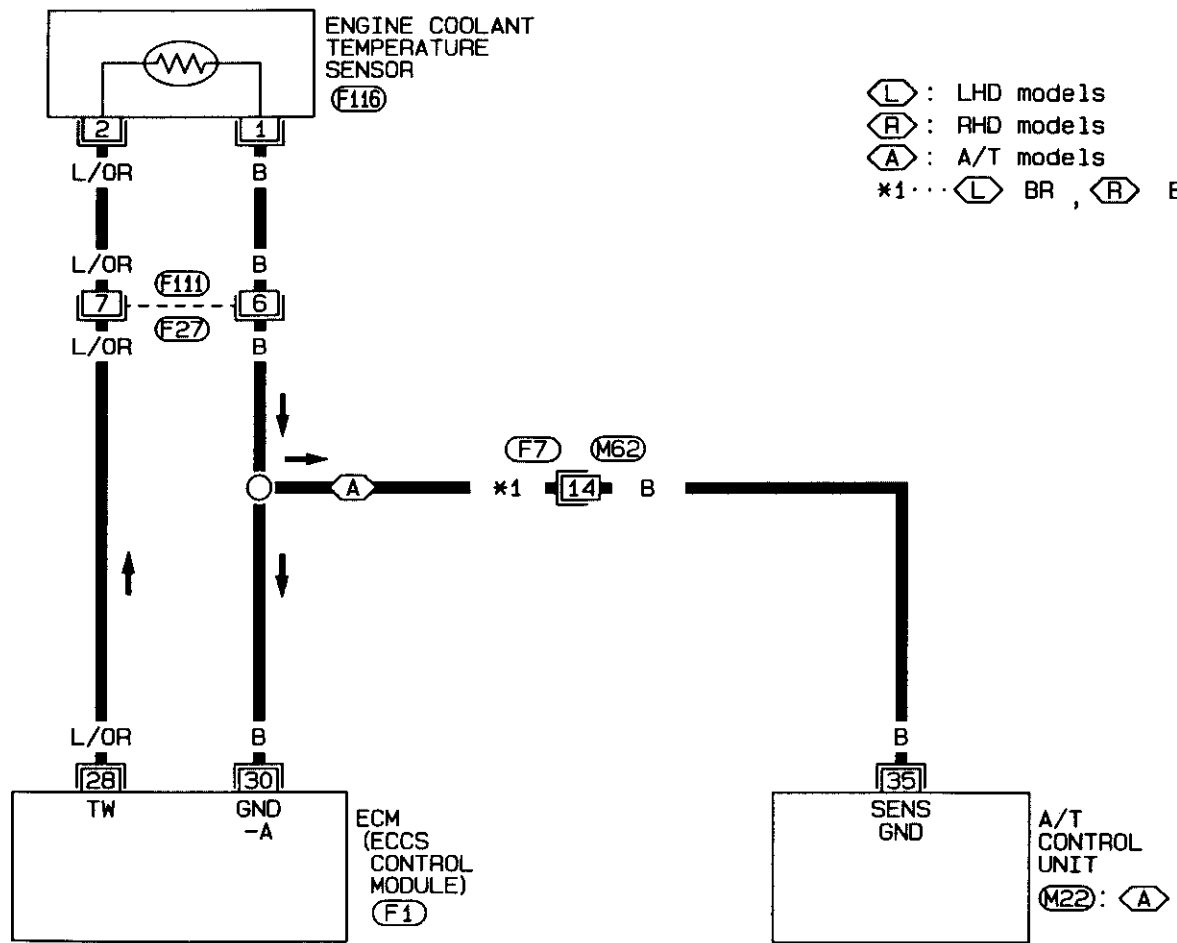 ENGINE COOLANT
TEMPERATURE
SENSOR
F116
2 1
L/OR B
L : LHD models
R : RHD models
A : A/T models
*1··· L BR , R
L/OR B
F111
7 6
F27
L/OR B
F7 M62
A *1 14 B
L/OR B B
28 30 35
TW GND
-A
ECM
(ECCS
CONTROL
MODULE)
F1
SENS
GND
A/T
CONTROL
UNIT
M22 : A